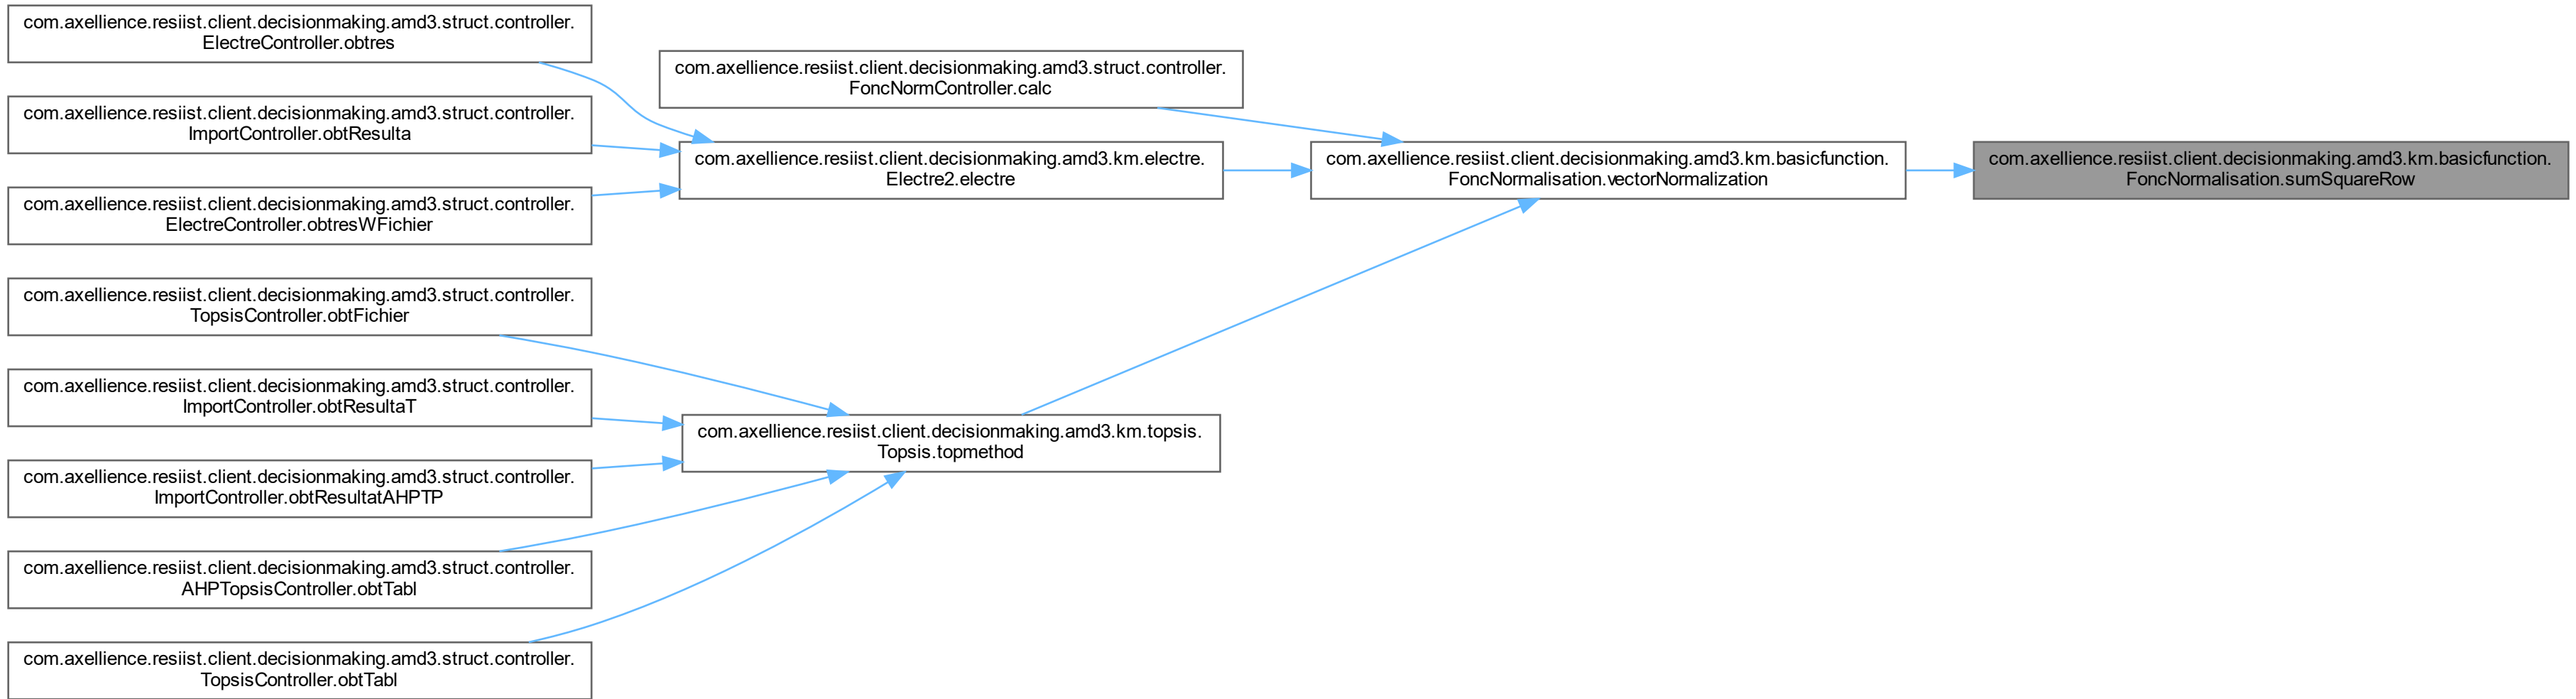 com.axellience.resiist.client.decisionmaking.amd3.struct.controller.
ElectreController.obtres
com.axellience.resiist.client.decisionmaking.amd3.struct.controller.
ImportController.obtResulta
com.axellience.resiist.client.decisionmaking.amd3.struct.controller.
ElectreController.obtresWFichier
com.axellience.resiist.client.decisionmaking.amd3.struct.controller.
TopsisController.obtFichier
com.axellience.resiist.client.decisionmaking.amd3.struct.controller.
ImportController.obtResultaT
com.axellience.resiist.client.decisionmaking.amd3.struct.controller.
ImportController.obtResultatAHPTP
com.axellience.resiist.client.decisionmaking.amd3.struct.controller.
AHPTopsisController.obtTabl
com.axellience.resiist.client.decisionmaking.amd3.struct.controller.
TopsisController.obtTabl
com.axellience.resiist.client.decisionmaking.amd3.struct.controller.
FoncNormController.calc
com.axellience.resiist.client.decisionmaking.amd3.km.electre.
Electre2.electre
com.axellience.resiist.client.decisionmaking.amd3.km.topsis.
Topsis.topmethod
com.axellience.resiist.client.decisionmaking.amd3.km.basicfunction.
FoncNormalisation.vectorNormalization
com.axellience.resiist.client.decisionmaking.amd3.km.basicfunction.
FoncNormalisation.sumSquareRow